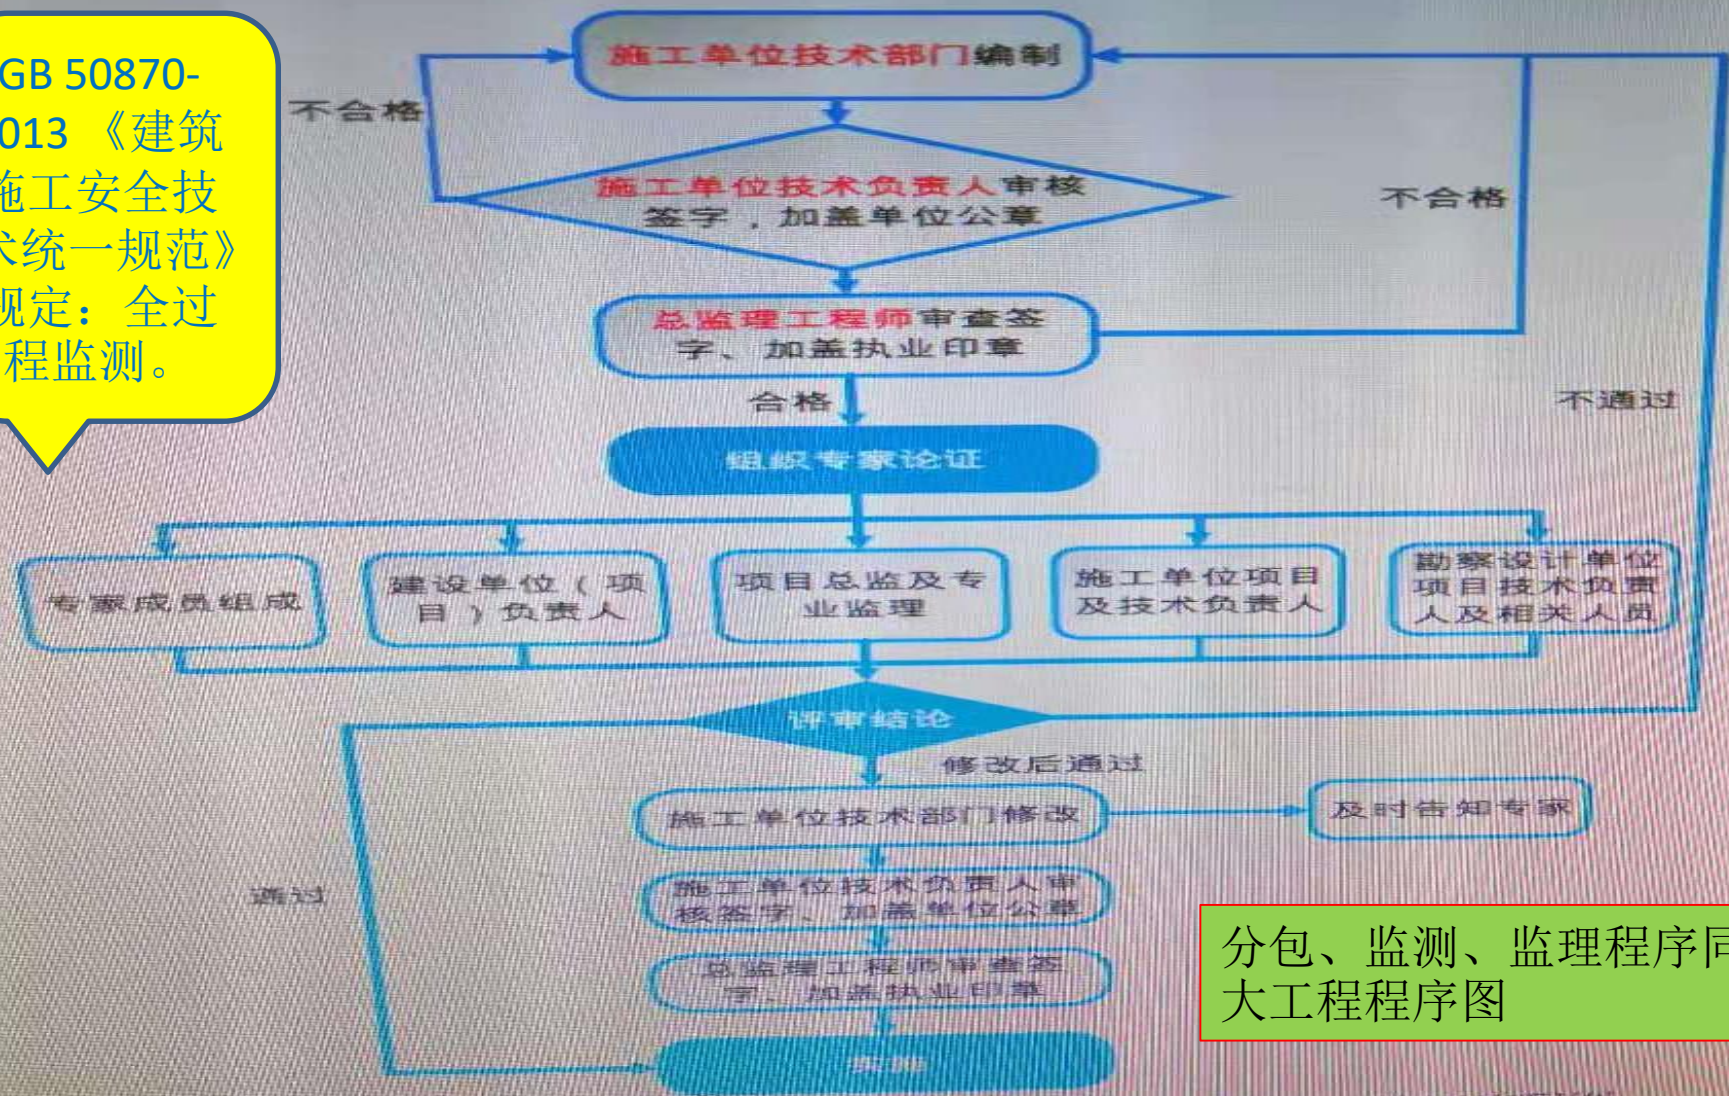 GB 50870-
013 《建筑
施工安全技
术统一规范》
规定：全过
程监测。
施工单位技术部门编制
不合格
施工单位技术负责人审核
签字，加盖单位公章
不合格
总监理工程师审查签
字、加盖执业印章
合格
不通过
组织专家论证
专家成员组成
建设单位（项
目）负责人
项目总监及专
业监理
施工单位项目
及技术负责人
勘察设计单位
项目技术负责
人及相关人员
评审结论
修改后通过
施工单位技术部门修改
及时告知专家
通过
施工单位技术负责人审
核签字、加盖单位公章
总监理工程师审查签
字、加盖执业印章
分包、监测、监理程序同
大工程程序图
实施